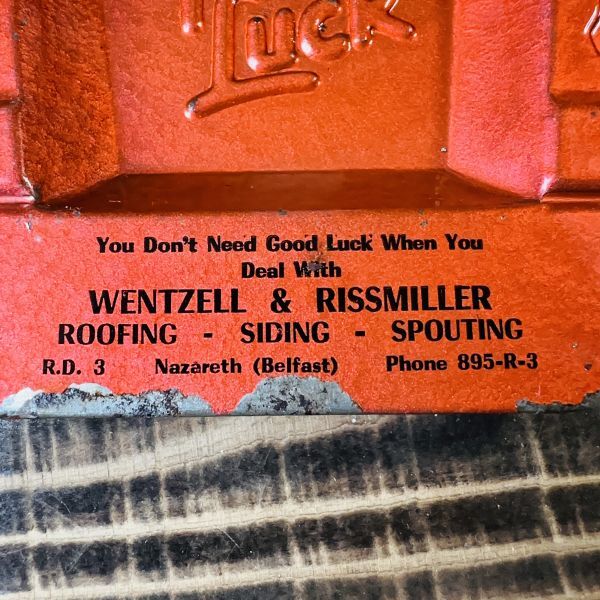 Luck
You Don't Need Good Luck When You
Deal With
WENTZELL & RISSMILLER
ROOFING - SIDING - SPOUTING
R.D. 3 Nazareth (Belfast) Phone 895-R-3